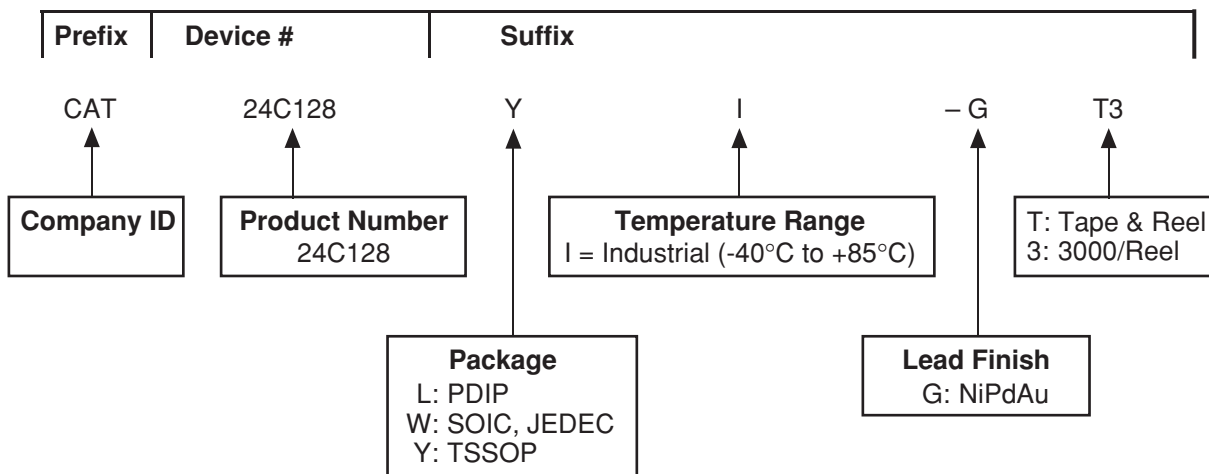 Prefix Device # Suffix
CAT 24C128 Y I – G T3
Company ID
Product Number
24C128
Temperature Range
I = Industrial (-40°C to +85°C)
T: Tape & Reel
3: 3000/Reel
Package
L: PDIP
W: SOIC, JEDEC
Y: TSSOP
Lead Finish
G: NiPdAu